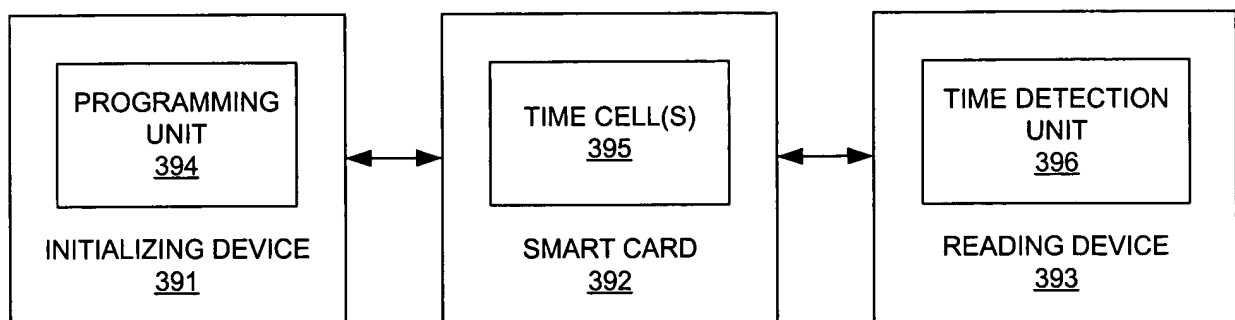 PROGRAMMING
UNIT
394
INITIALIZING DEVICE
391
TIME CELL(S)
395
SMART CARD
392
TIME DETECTION
UNIT
396
READING DEVICE
393